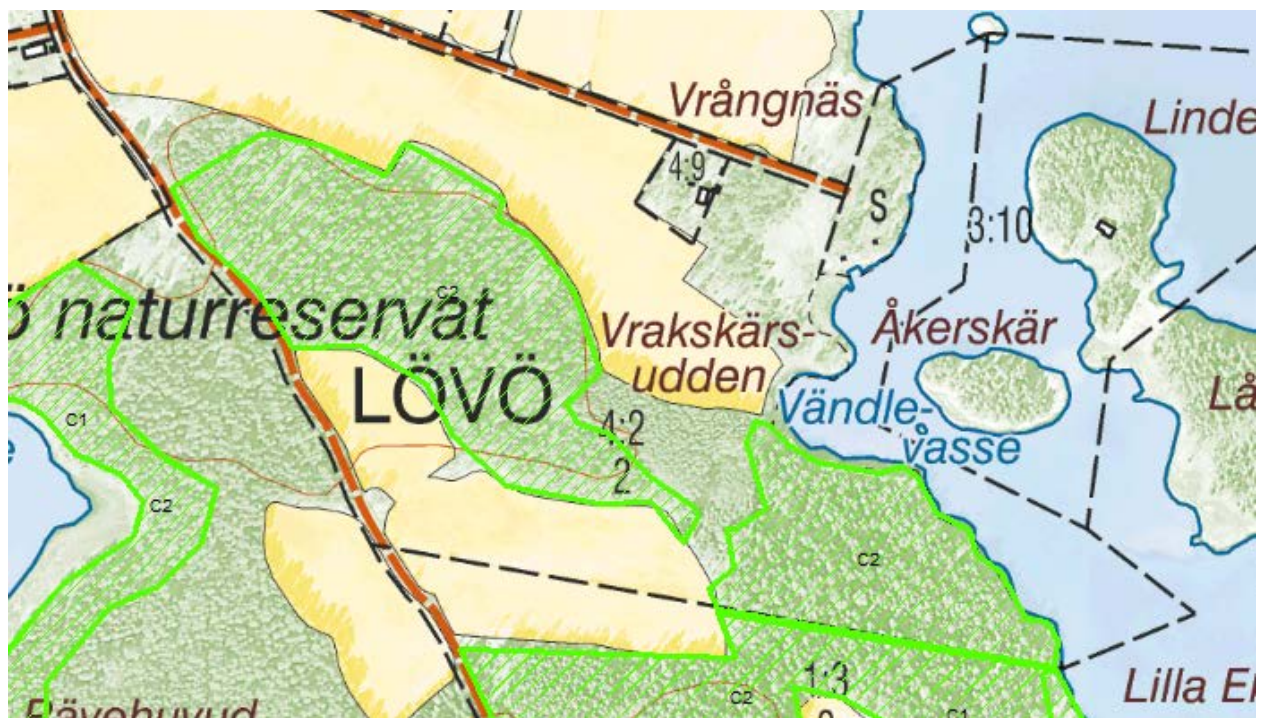 Vrångnäs
Linde
4:9
S
3:10
C2
ö naturreservat
Åkerskär
Vrakskärs-
udden
LÖVÖ
Lå
Vändle-
vasse
C1
4:2
2
C2
C2
1:3
C2
C1
Lilla